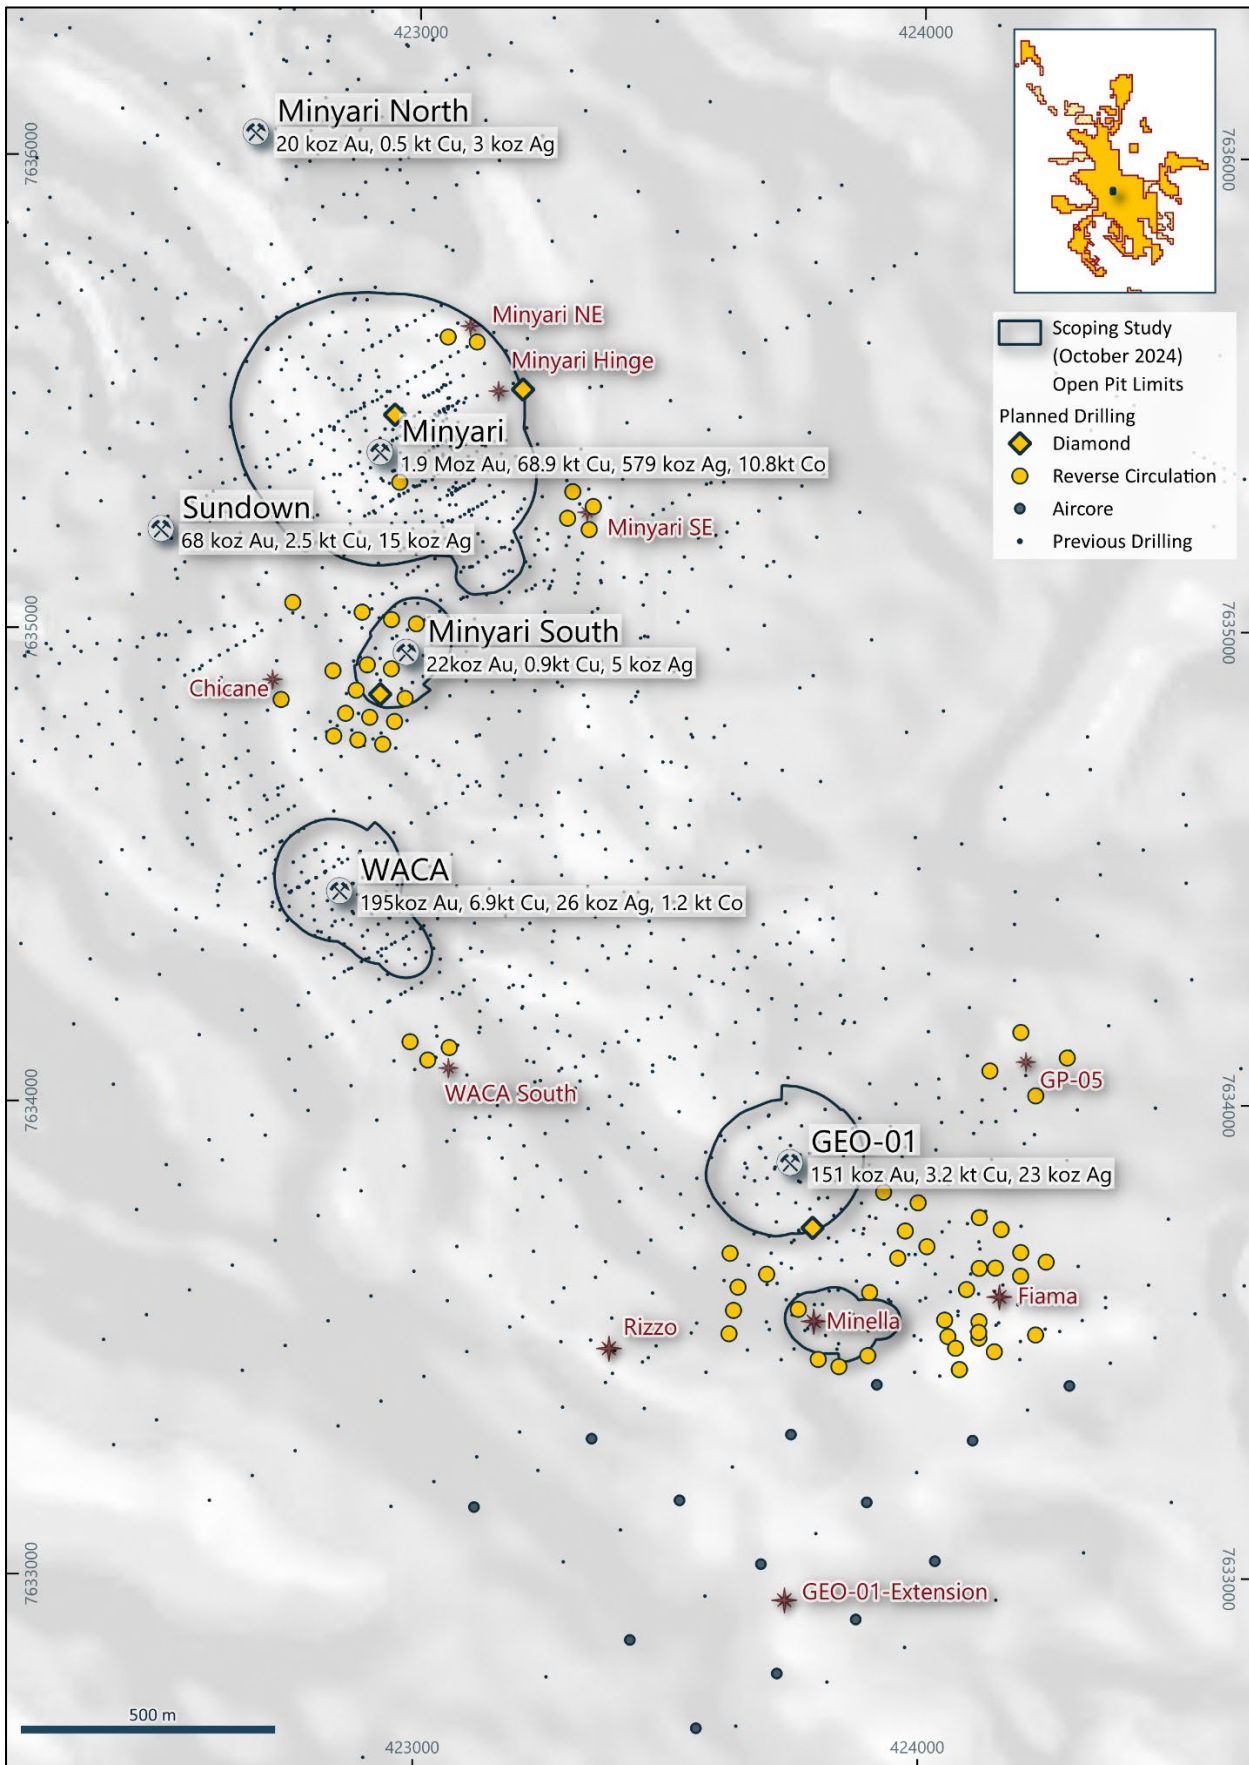 423000
424000
Minyari North
20 koz Au, 0.5 kt Cu, 3 koz Ag
7636000
7636000
Minyari NE
Minyari Hinge
Scoping Study
(October 2024)
Open Pit Limits
Planned Drilling
Diamond
Reverse Circulation
Aircore
Previous Drilling
Minyari
1.9 Moz Au, 68.9 kt Cu, 579 koz Ag, 10.8kt Co
Sundown
68 koz Au, 2.5 kt Cu, 15 koz Ag
Minyari SE
7635000
7635000
Minyari South
22koz Au, 0.9kt Cu, 5 koz Ag
Chicane
WACA
195koz Au, 6.9kt Cu, 26 koz Ag, 1.2 kt Co
WACA South
GP-05
7634000
7634000
GEO-01
151 koz Au, 3.2 kt Cu, 23 koz Ag
Fiama
Minella
Rizzo
7633000
7633000
GEO-01-Extension
500 m
423000
424000